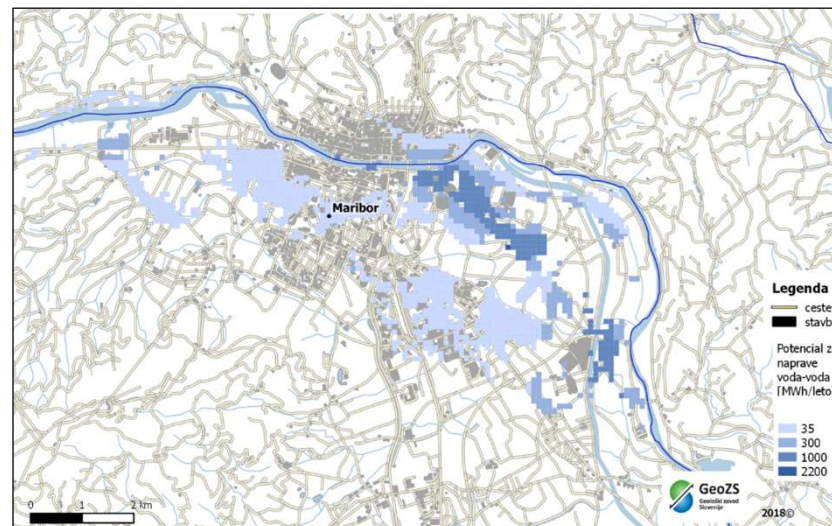 Maribor
Legenda
ceste
stavb
Potencial z
naprave
voda-voda
[MWh/leto
35
300
1000
2200
0 1 2 km
GeoZS
Geološki zavod
Slovenije
2018©